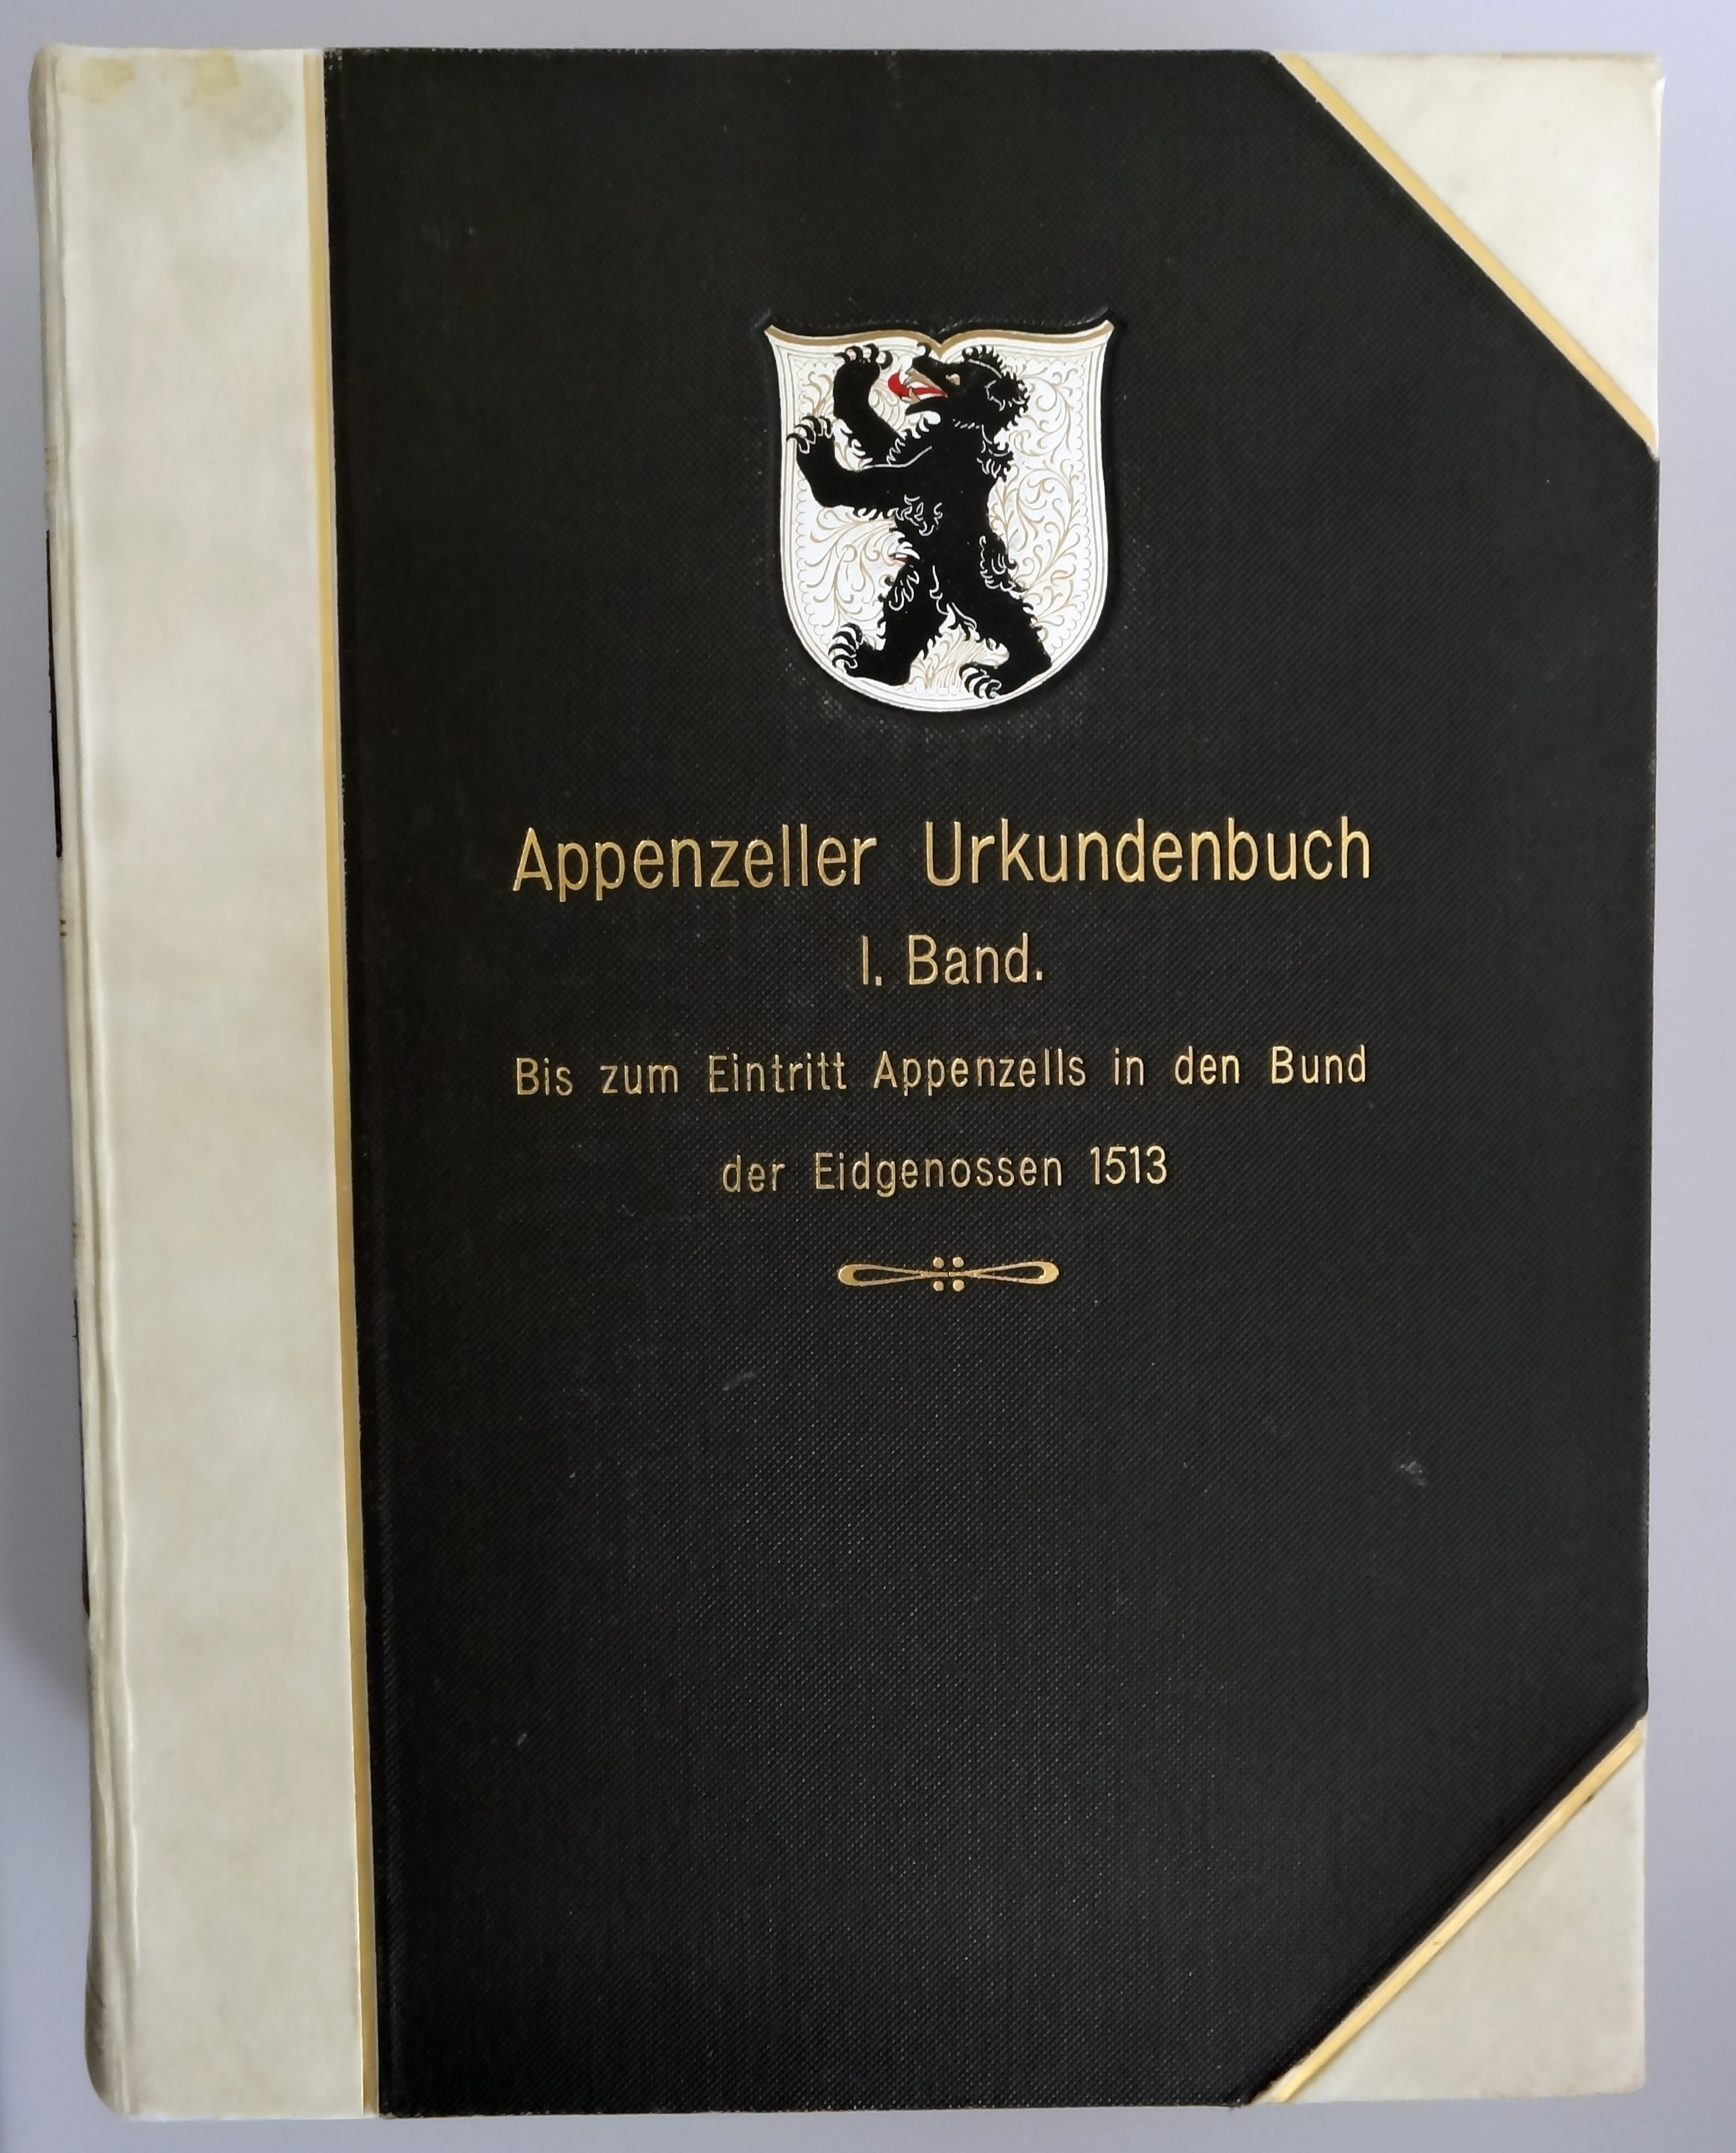 Appenzeller Urkundenbuch
I. Band.
Bis zum Eintritt Appenzells in den Bund
der Eidgenossen 1513